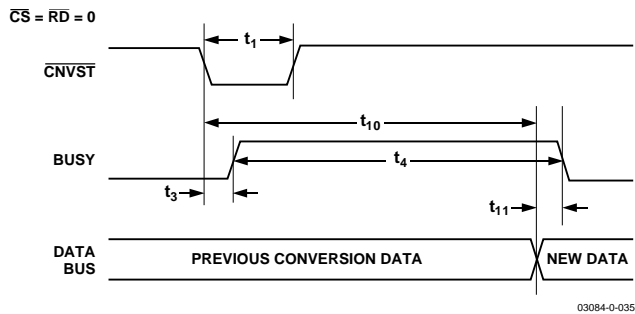 CS = RD = 0
t1
CNVST
t10
BUSY
t4
t3
t11
DATA
BUS
PREVIOUS CONVERSION DATA
NEW DATA
03084-0-035